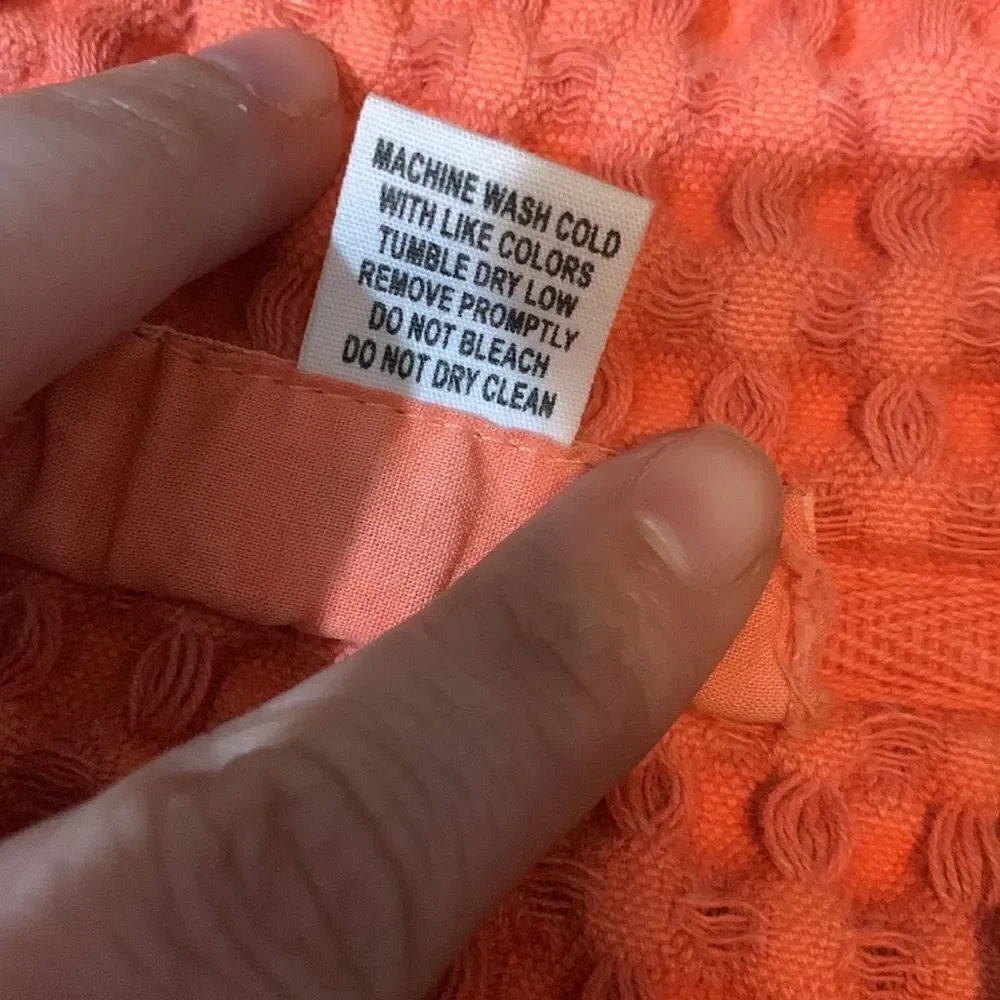 MACHINE WASH COLD
WITH LIKE COLORS
TUMBLE DRY LOW
REMOVE PROMPTLY
DO NOT BLEACH
DO NOT DRY CLEAN